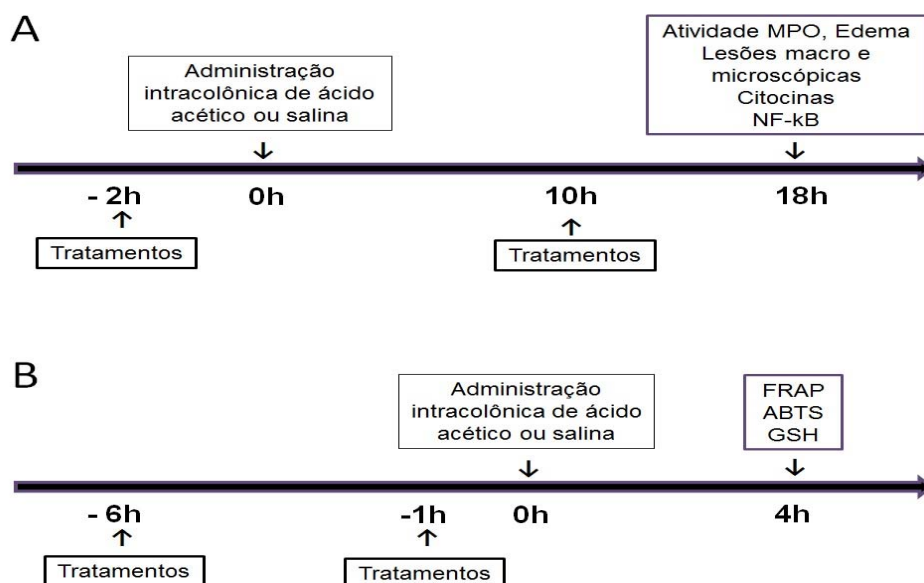 A
Administração
intracolônica de ácido
acético ou salina
Atividade MPO, Edema
Lesões macro e
microscópicas
Citocinas
NF-kB
- 2h
0h
10h
18h
Tratamentos
Tratamentos
B
Administração
intracolônica de ácido
acético ou salina
FRAP
ABTS
GSH
- 6h
-1h
0h
4h
Tratamentos
Tratamentos